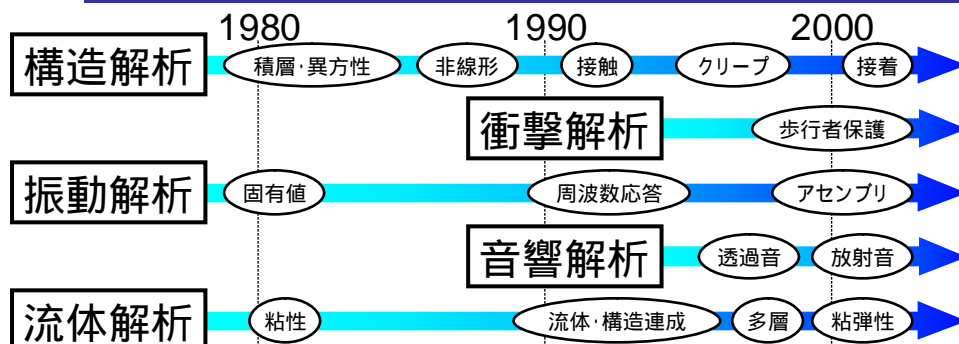 1980 1990 2000
構造解析 積層・異方性 非線形 接触 クリープ 接着
衝撃解析 歩行者保護
振動解析 固有値 周波数応答 アセンブリ
音響解析 透過音 放射音
流体解析 粘性 流体・構造連成 多層 粘弾性